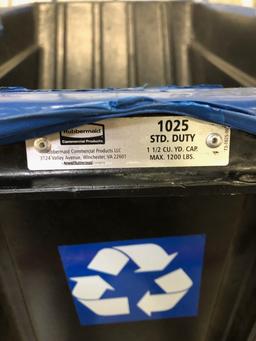 Rubbermaid
Commercial Products
1025
STD. DUTY
Rubbermaid Commercial Products LLC
3124 Valley Avenue, Winchester, VA 22601
1 1/2 CU. YD. CAP.
MAX. 1200 LBS.